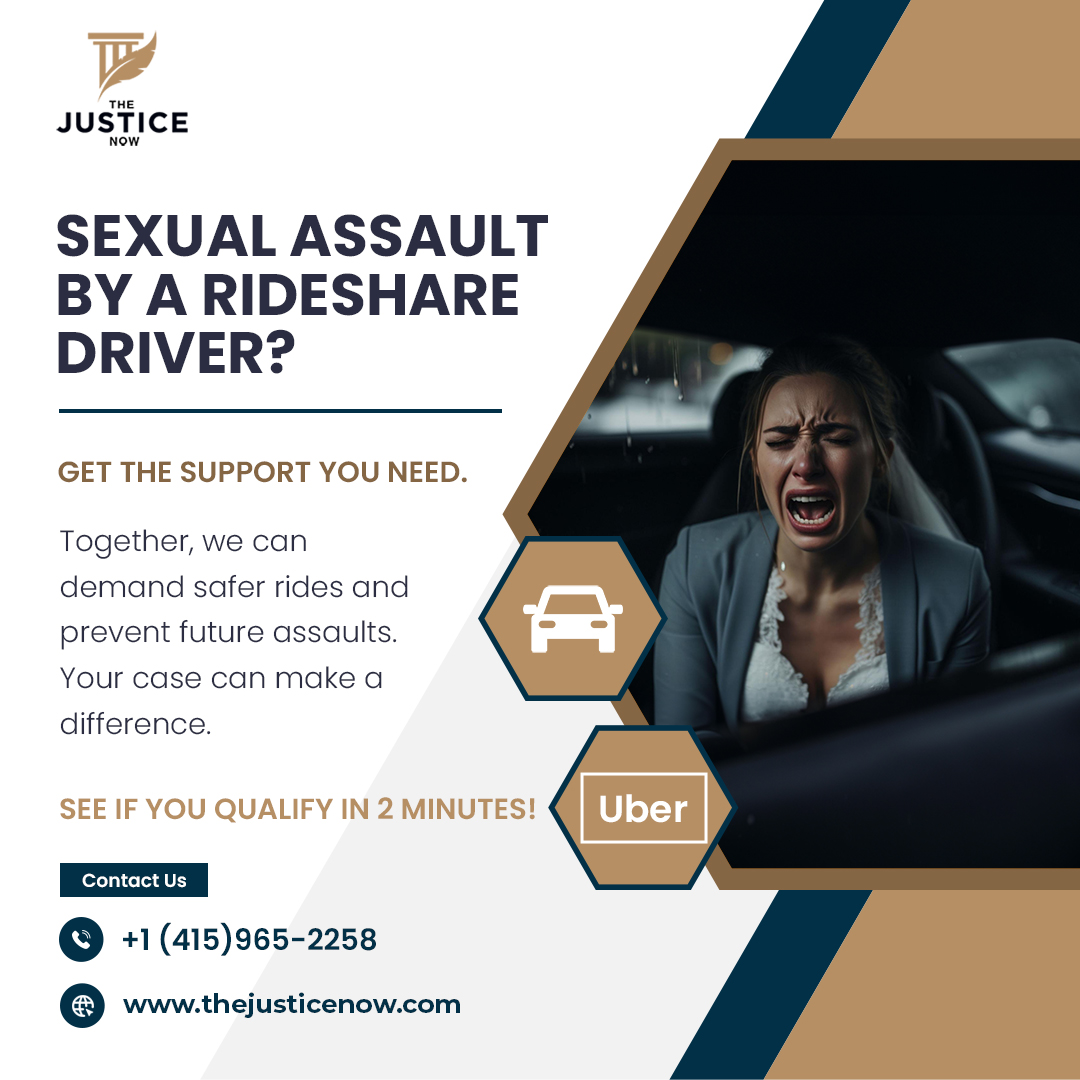 THE
JUSTICE
NOW
SEXUAL ASSAULT
BY A RIDESHARE
DRIVER?
GET THE SUPPORT YOU NEED.
Together, we can
demand safer rides and
prevent future assaults.
Your case can make a
difference.
SEE IF YOU QUALIFY IN 2 MINUTES!
Uber
Contact Us
+1 (415)965-2258
www.thejusticenow.com